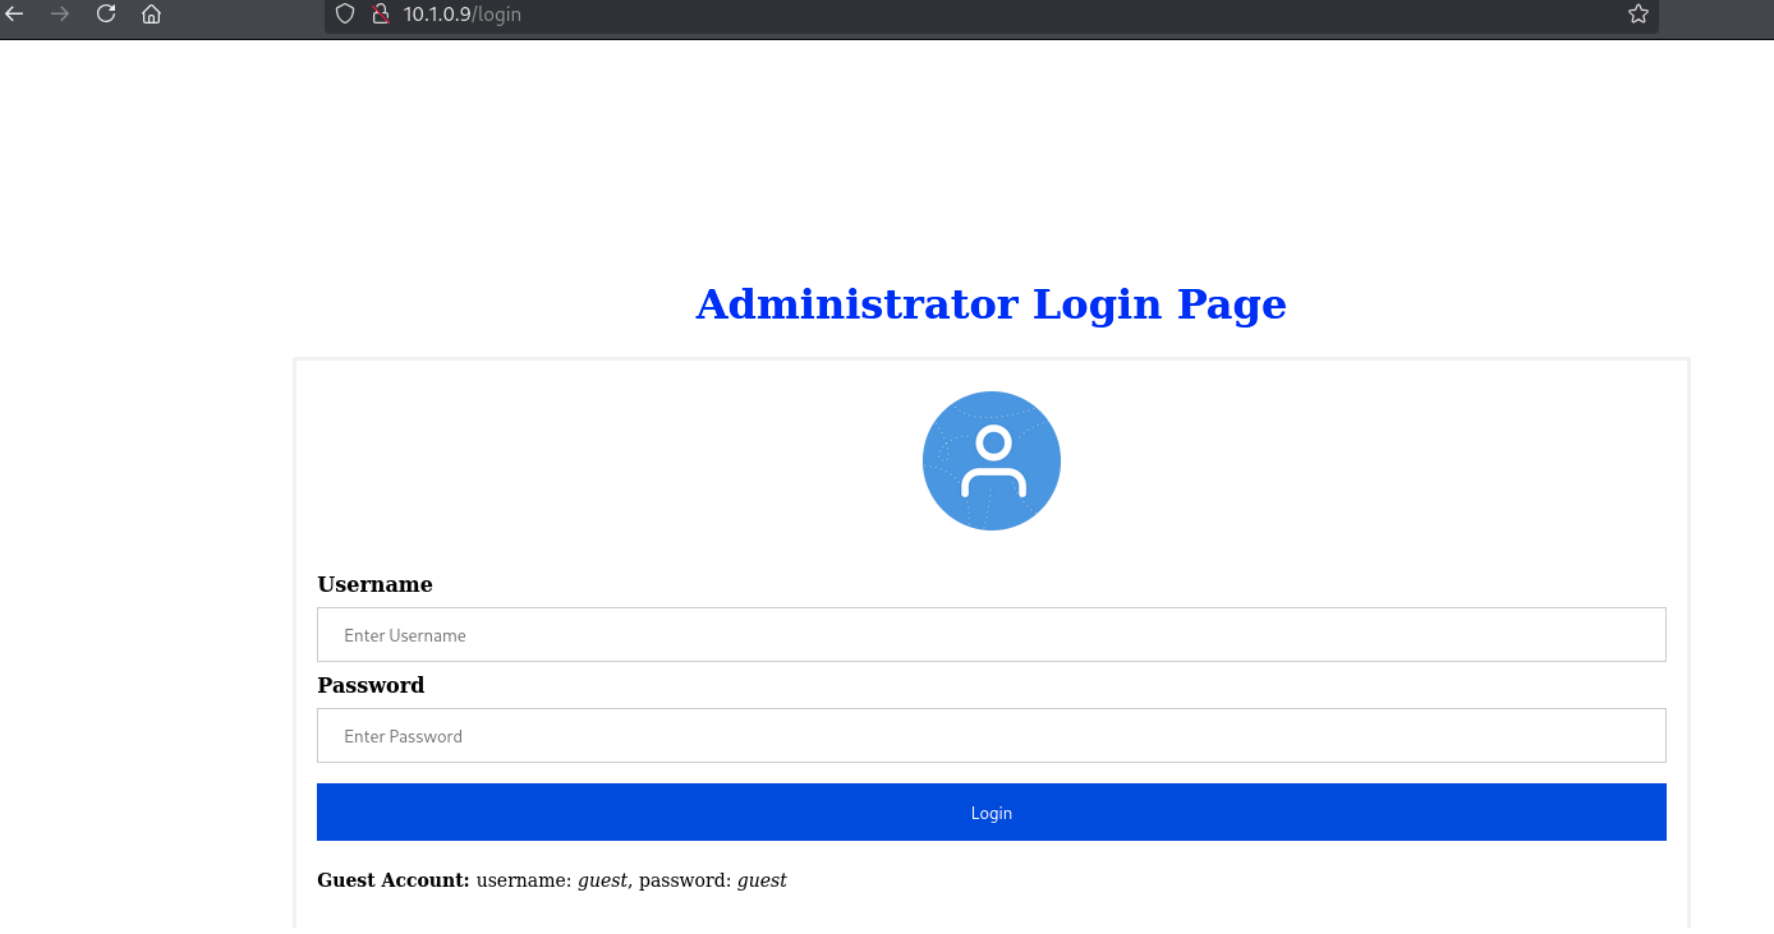 10.1.0.9/login
Administrator Login Page
Username
Enter Username
Password
Enter Password
Login
Guest Account: username: guest, password: guest